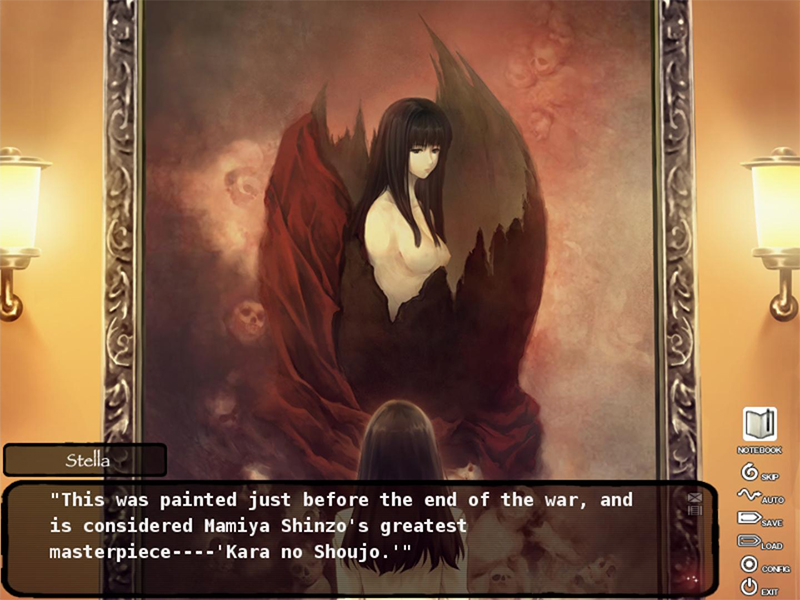 Stella
"This was painted just before the end of the war, and
is considered Mamiya Shinzo's greatest
masterpiece----'Kara no Shoujo.'"
NOTEBOOK
SKIP
AUTO
SAVE
LOAD
CONFIG
EXIT